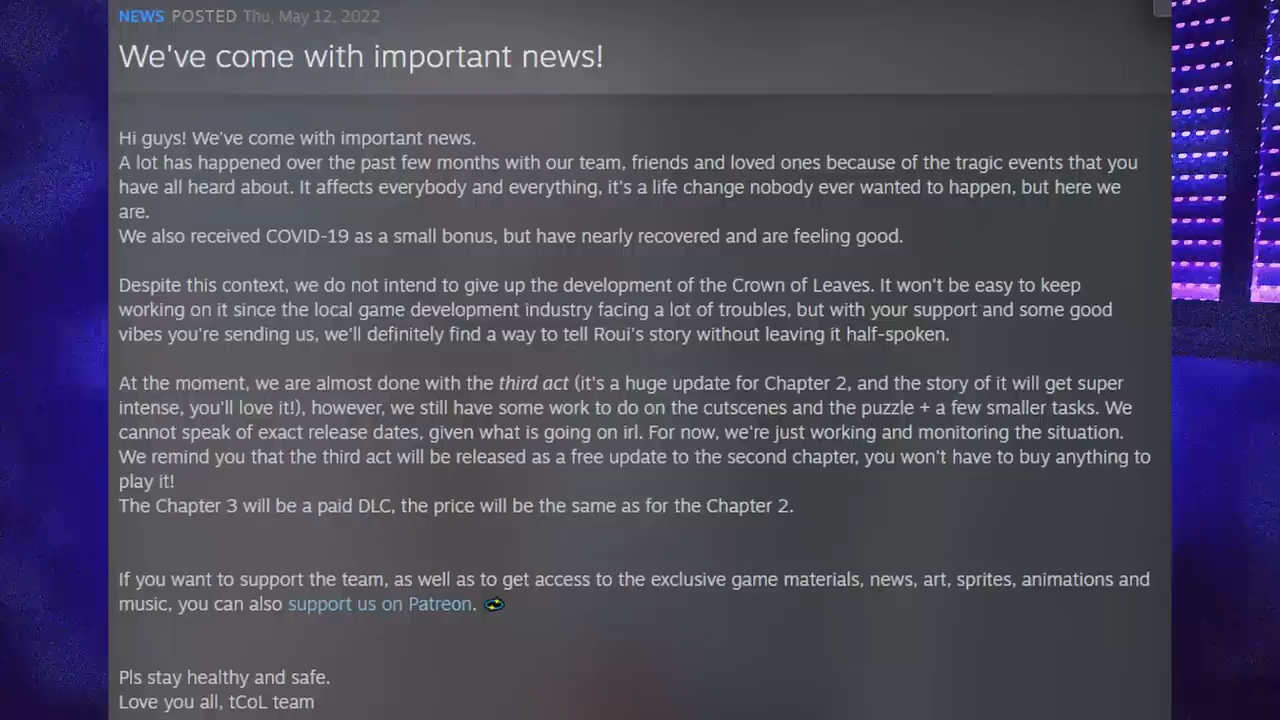 NEWS POSTED Thu, May 12, 2022
We've come with important news!
Hi guys! We've come with important news.
A lot has happened over the past few months with our team, friends and loved ones because of the tragic events that you
have all heard about. It affects everybody and everything, it's a life change nobody ever wanted to happen, but here we
are.
We also received COVID-19 as a small bonus, but have nearly recovered and are feeling good.
Despite this context, we do not intend to give up the development of the Crown of Leaves. It won't be easy to keep
working on it since the local game development industry facing a lot of troubles, but with your support and some good
vibes you're sending us, we'll definitely find a way to tell Roui's story without leaving it half-spoken.
At the moment, we are almost done with the third act (it's a huge update for Chapter 2, and the story of it will get super
intense, you'll love it!), however, we still have some work to do on the cutscenes and the puzzle + a few smaller tasks. We
cannot speak of exact release dates, given what is going on irl. For now, we're just working and monitoring the situation.
We remind you that the third act will be released as a free update to the second chapter, you won't have to buy anything to
play it!
The Chapter 3 will be a paid DLC, the price will be the same as for the Chapter 2.
If you want to support the team, as well as to get access to the exclusive game materials, news, art, sprites, animations and
music, you can also support us on Patreon.
Pls stay healthy and safe.
Love you all, tCoL team